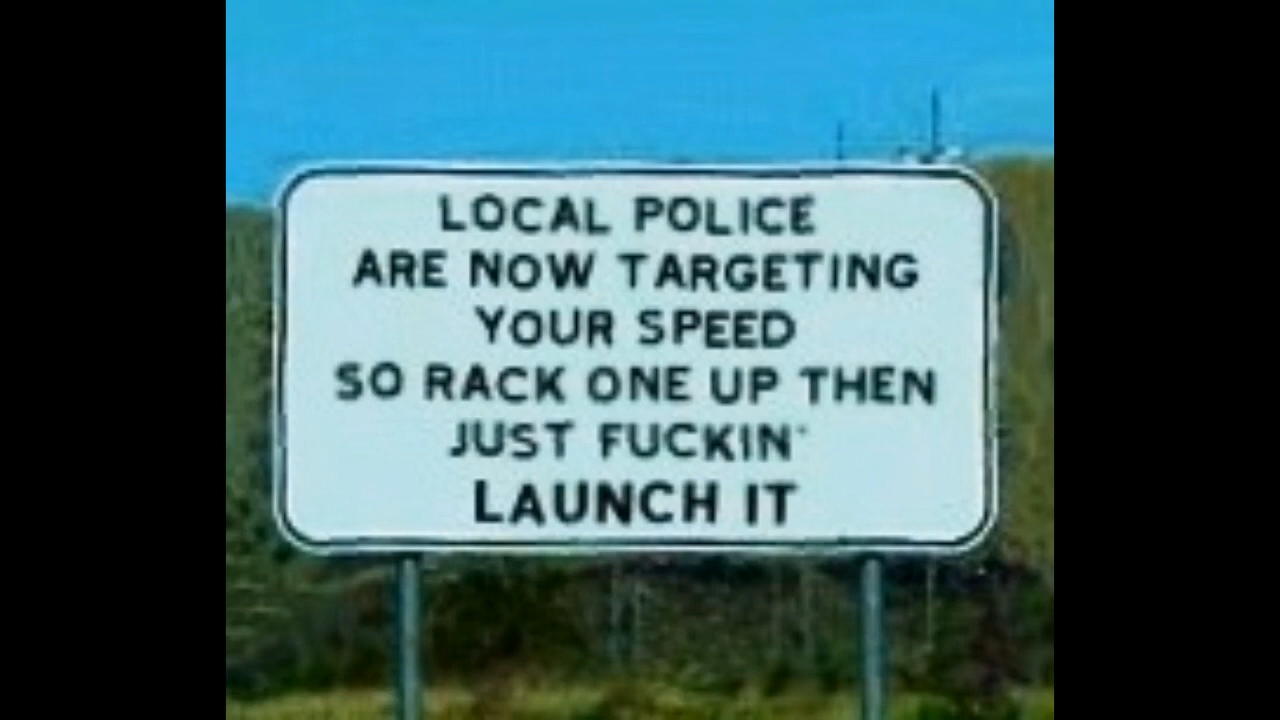 LOCAL POLICE
ARE NOW TARGETING
YOUR SPEED
SO RACK ONE UP THEN
JUST FUCKIN'
LAUNCH IT